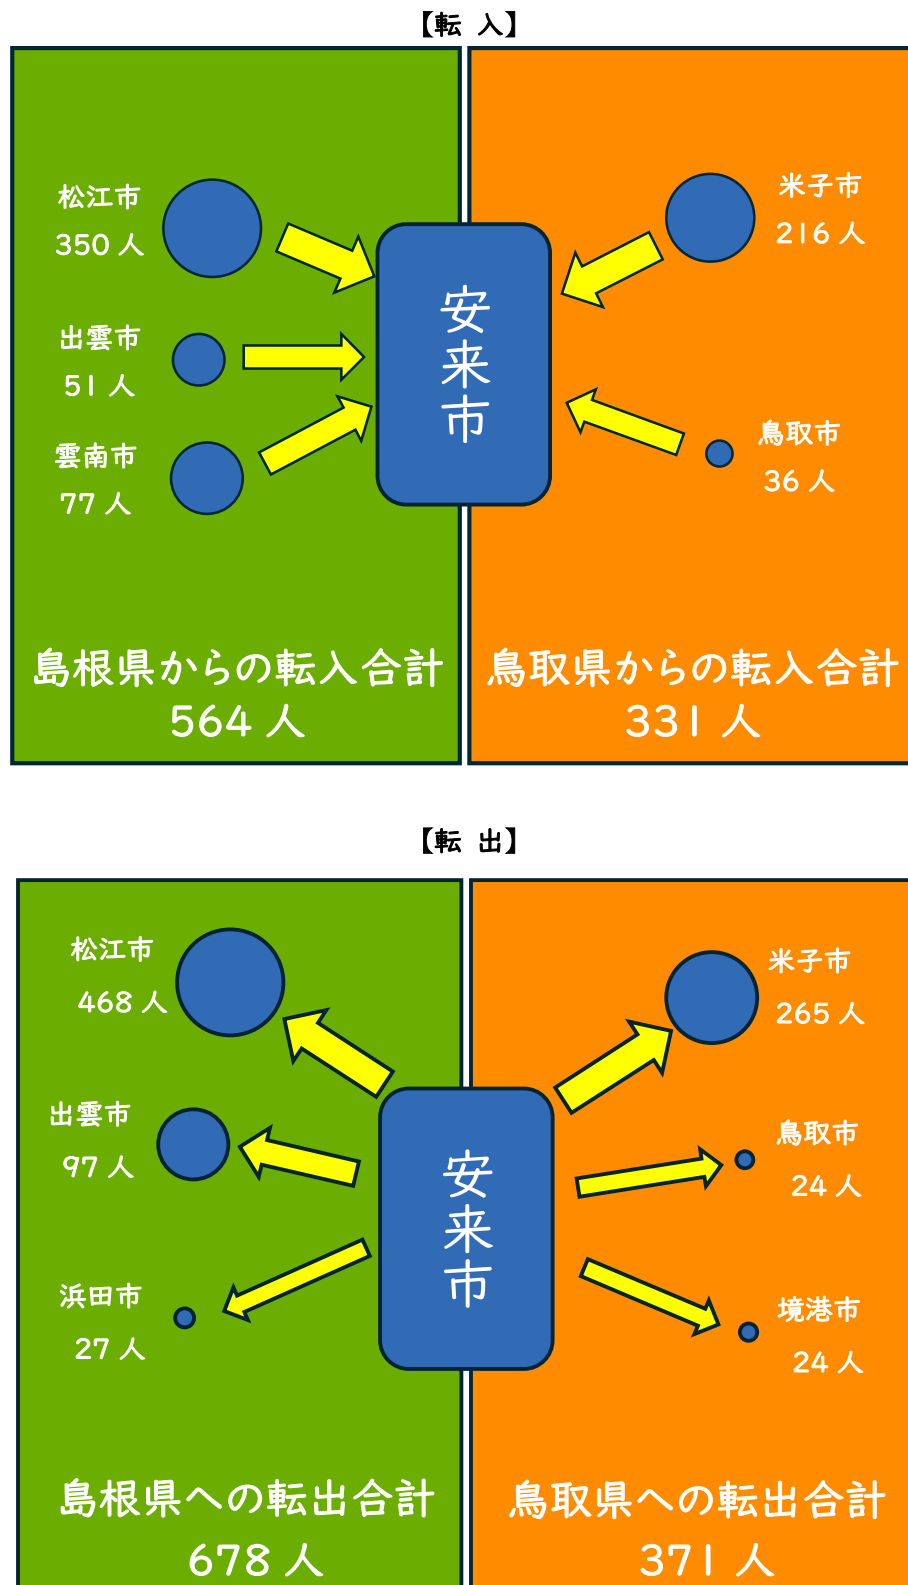 【転 入】
松江市
350 人
出雲市
51 人
雲南市
77 人
安来市
米子市
216 人
鳥取市
36 人
島根県からの転入合計
564 人
鳥取県からの転入合計
331 人
【転 出】
松江市
468 人
出雲市
97 人
浜田市
27 人
安来市
米子市
265 人
鳥取市
24 人
境港市
24 人
島根県への転出合計
678 人
鳥取県への転出合計
371 人